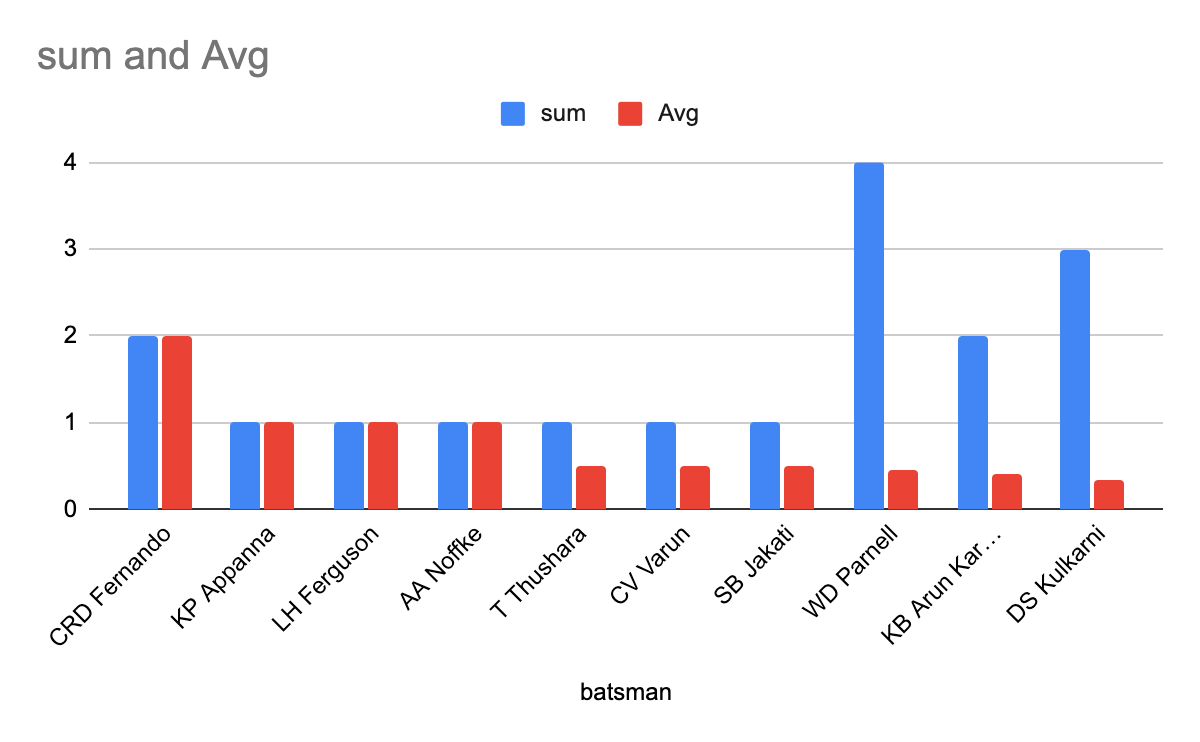 sum and Avg
sum Avg
4
3
2
1
0
CRD Fernando
KP Appanna
LH Ferguson
AA Noffke
T Thushara
CV Varun
SB Jakati
WD Parnell
KB Arun Kar…
DS Kulkarni
batsman